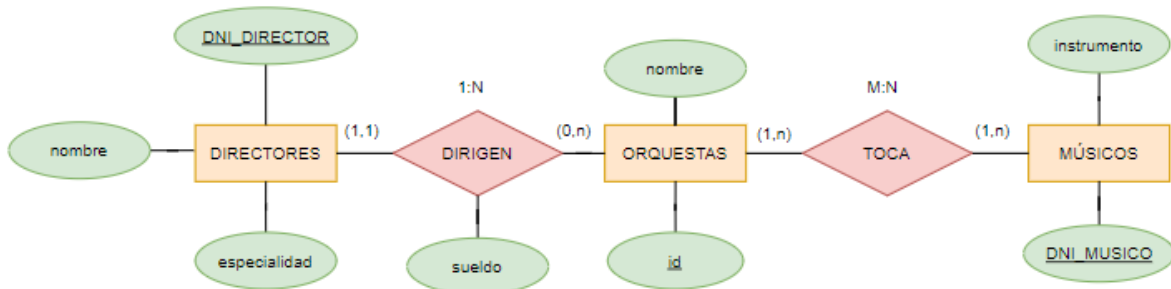 DNI_DIRECTOR
instrumento
nombre
1:N
M:N
nombre
DIRECTORES
(1,1)
DIRIGEN
(0,n)
ORQUESTAS
(1,n)
TOCA
(1,n)
MÚSICOS
especialidad
sueldo
id
DNI_MUSICO